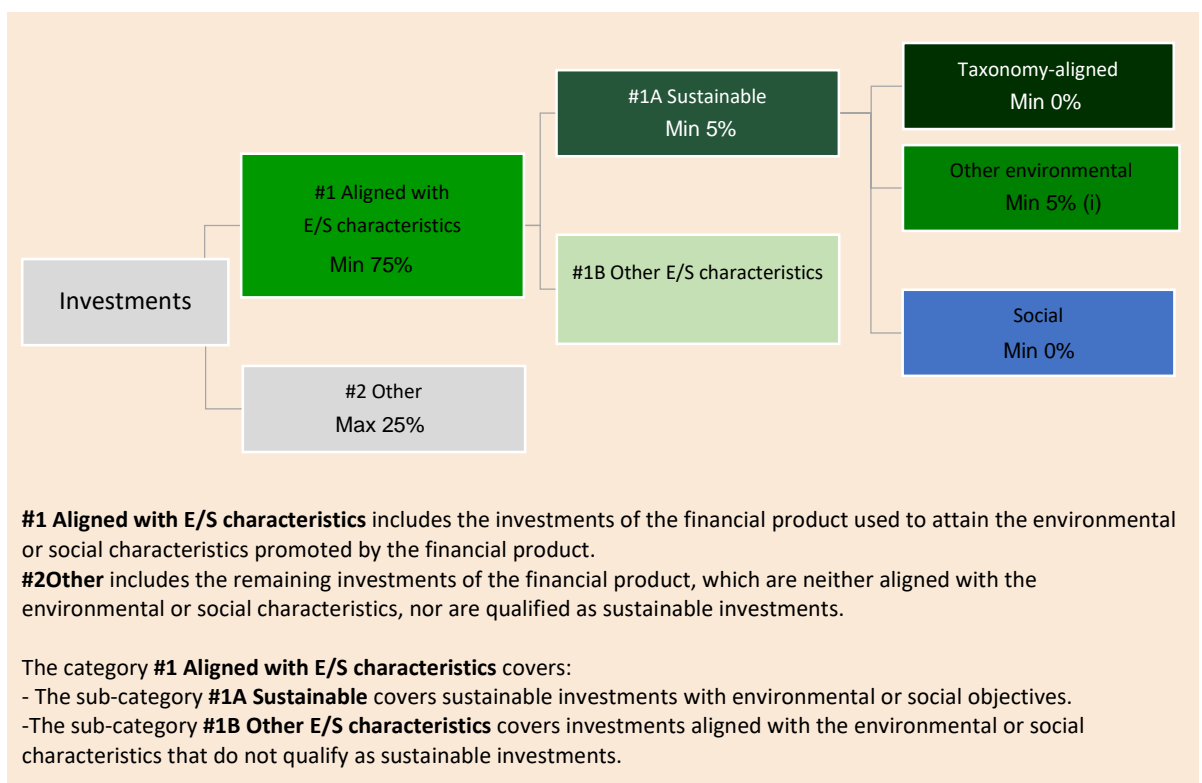 Investments
#1 Aligned with
E/S characteristics
Min 75%
#2 Other
Max 25%
#1A Sustainable
Min 5%
#1B Other E/S characteristics
Taxonomy-aligned
Min 0%
Other environmental
Min 5% (i)
Social
Min 0%
#1 Aligned with E/S characteristics includes the investments of the financial product used to attain the environmental
or social characteristics promoted by the financial product.
#2Other includes the remaining investments of the financial product, which are neither aligned with the
environmental or social characteristics, nor are qualified as sustainable investments.
The category #1 Aligned with E/S characteristics covers:
- The sub-category #1A Sustainable covers sustainable investments with environmental or social objectives.
-The sub-category #1B Other E/S characteristics covers investments aligned with the environmental or social
characteristics that do not qualify as sustainable investments.